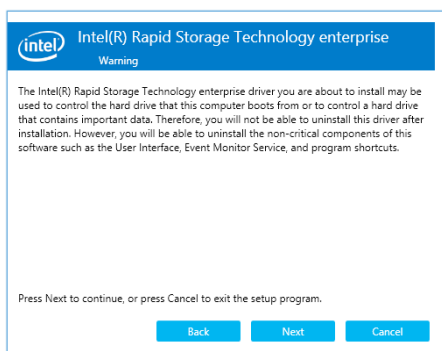 intel Intel(R) Rapid Storage Technology enterprise
Warning
The Intel(R) Rapid Storage Technology enterprise driver you are about to install may be
used to control the hard drive that this computer boots from or to control a hard drive
that contains important data. Therefore, you will not be able to uninstall this driver after
installation. However, you will be able to uninstall the non-critical components of this
software such as the User Interface, Event Monitor Service, and program shortcuts.
Press Next to continue, or press Cancel to exit the setup program.
Back Next Cancel